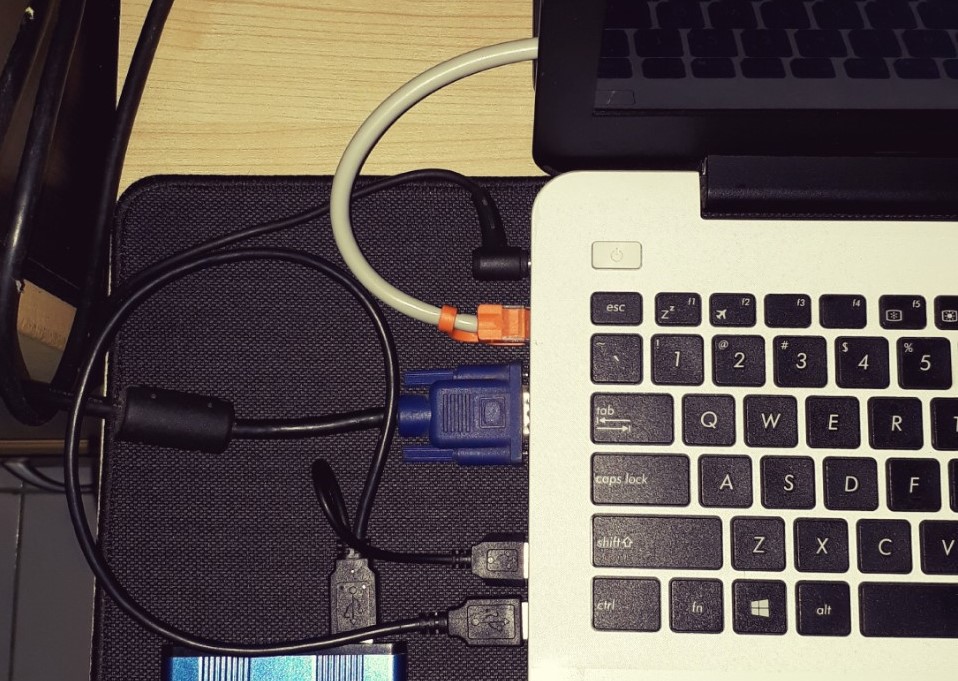 esc z z f1 f2 f3 f4 f5
~ ` ! 1 @ 2 # 3 $ 4 % 5
tab Q W E R
caps lock A S D F
shift Z X C V
ctrl fn alt